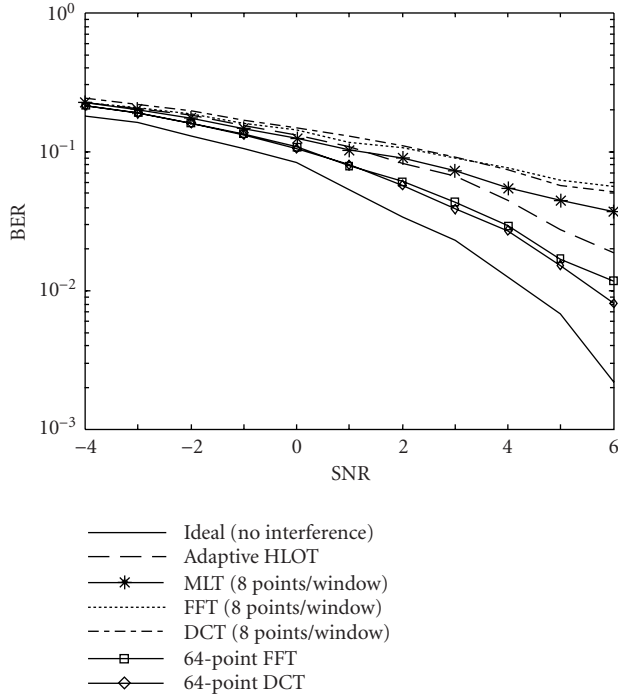 10^0
10^−1
10^−2
10^−3
BER
−4
−2
0
2
4
6
SNR
Ideal (no interference)
Adaptive HLOT
MLT (8 points/window)
FFT (8 points/window)
DCT (8 points/window)
64-point FFT
64-point DCT